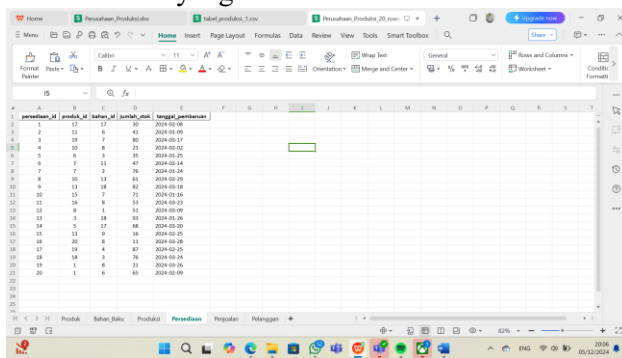 Home Perusahaan_Produksi.xlsx tabel_produksi_1.csv Perusahaan_Produksi_20_rows Upgrade now
Menu Home Insert Page Layout Formulas Data Review View Tools Smart Toolbox Share
Calibri 11 Wrap Text General Rows and Columns
Format Painter Paste Orientation Merge and Center Worksheet Conditic Formatti
I5 fx
A B C D E F G H I J K L M N O P Q R S T
1 persediaan_id produk_id bahan_id jumlah_stok tanggal_pembaruan
2 1 17 17 30 2024-02-08
3 2 11 6 41 2024-01-09
4 3 19 7 80 2024-03-17
5 4 10 8 21 2024-02-02
6 5 6 3 35 2024-01-25
7 6 7 11 47 2024-02-14
8 7 7 2 76 2024-01-24
9 8 10 13 61 2024-02-29
10 9 13 18 82 2024-03-18
11 10 15 7 71 2024-01-16
12 11 16 8 53 2024-03-23
13 12 8 1 51 2024-03-09
14 13 3 18 93 2024-01-26
15 14 5 17 68 2024-03-20
16 15 13 9 16 2024-02-25
17 16 20 8 11 2024-03-28
18 17 19 4 87 2024-02-25
19 18 18 3 76 2024-03-24
20 19 1 8 21 2024-03-26
21 20 1 6 65 2024-02-09
22
23
24
25
Produk Bahan_Baku Produksi Persediaan Penjualan Pelanggan +
82%
ENG 20:06
05/12/2024